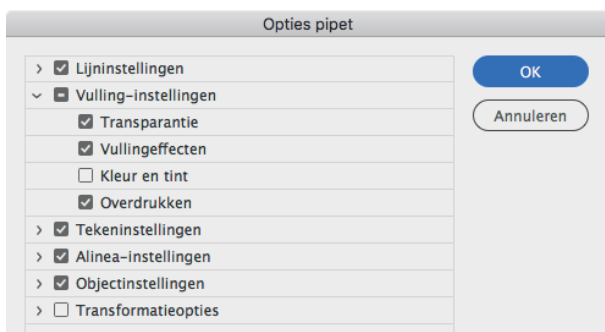 Opties pipet
Lijninstellingen
OK
Vulling-instellingen
Transparantie
Annuleren
Vullingeffecten
Kleur en tint
Overdrukken
Tekeninstellingen
Alinea-instellingen
Objectinstellingen
Transformatieopties